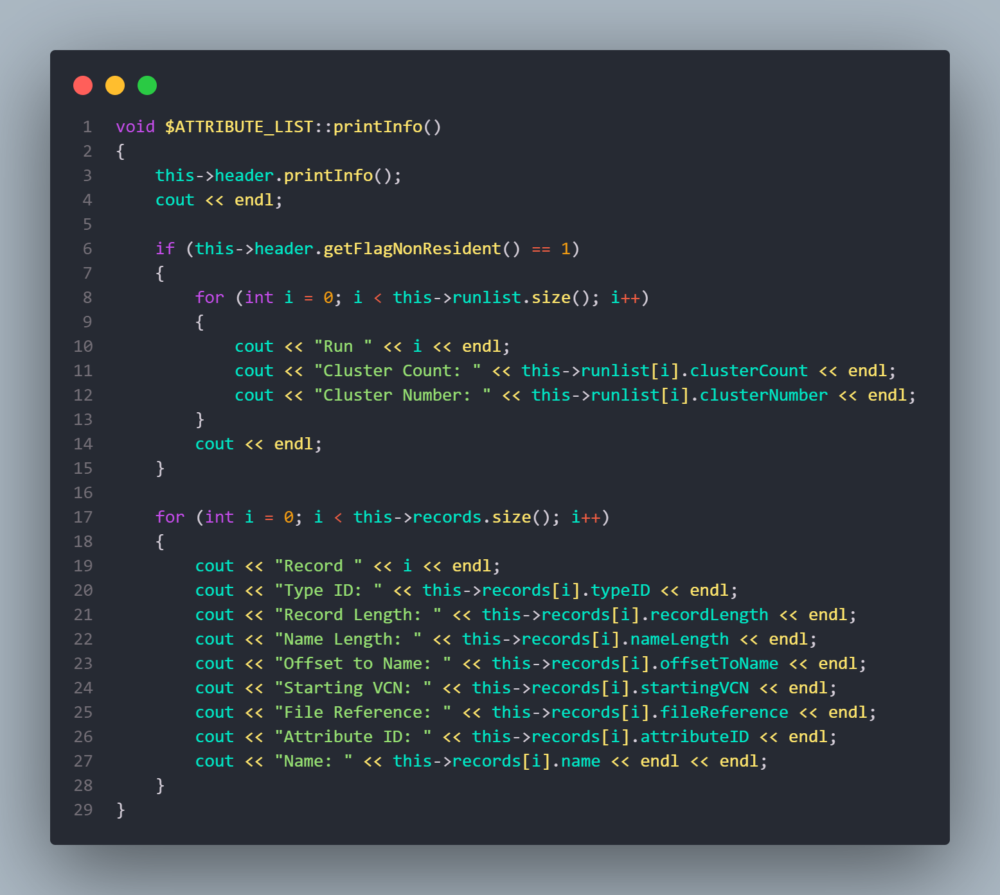 1 void $ATTRIBUTE_LIST::printInfo()
2 {
3     this->header.printInfo();
4     cout << endl;
5
6     if (this->header.getFlagNonResident() == 1)
7     {
8         for (int i = 0; i < this->runlist.size(); i++)
9         {
10             cout << "Run " << i << endl;
11             cout << "Cluster Count: " << this->runlist[i].clusterCount << endl;
12             cout << "Cluster Number: " << this->runlist[i].clusterNumber << endl;
13         }
14         cout << endl;
15     }
16
17     for (int i = 0; i < this->records.size(); i++)
18     {
19         cout << "Record " << i << endl;
20         cout << "Type ID: " << this->records[i].typeID << endl;
21         cout << "Record Length: " << this->records[i].recordLength << endl;
22         cout << "Name Length: " << this->records[i].nameLength << endl;
23         cout << "Offset to Name: " << this->records[i].offsetToName << endl;
24         cout << "Starting VCN: " << this->records[i].startingVCN << endl;
25         cout << "File Reference: " << this->records[i].fileReference << endl;
26         cout << "Attribute ID: " << this->records[i].attributeID << endl;
27         cout << "Name: " << this->records[i].name << endl << endl;
28     }
29 }